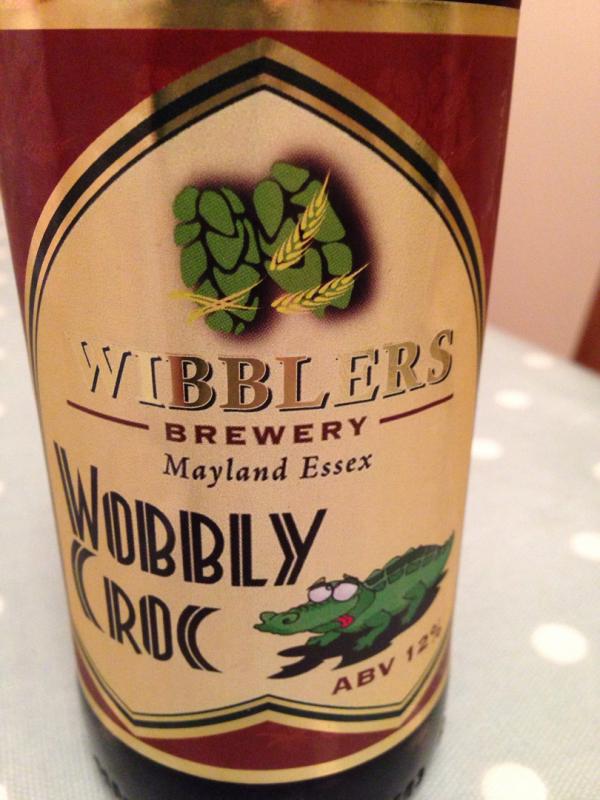 WIBBLERS
BREWERY
Mayland Essex
WOBBLY
CROC
ABV 12%